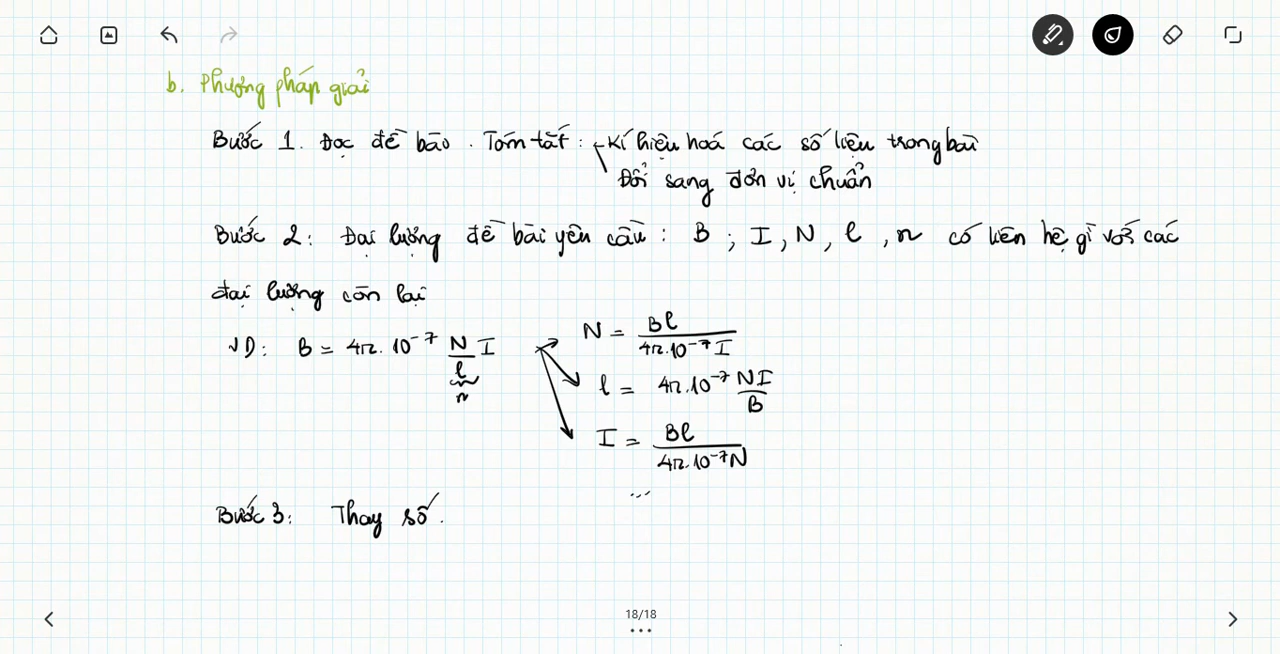 b. Phương pháp giải
Bước 1. Đọc đề bào. Tóm tắt: Kí hiệu hoá các số liệu trong bài
Đổi sang đơn vị chuẩn
Bước 2: Đại lượng đề bài yêu cầu: B; I, N, l, n có liên hệ gì với các
đại lượng còn lại
VD: B = 4π.10⁻⁷ N/l I
n
N = Bl/(4π.10⁻⁷ I)
l = 4π.10⁻⁷ NI/B
I = Bl/(4π.10⁻⁷ N)
...
Bước 3: Thay số.
18/18